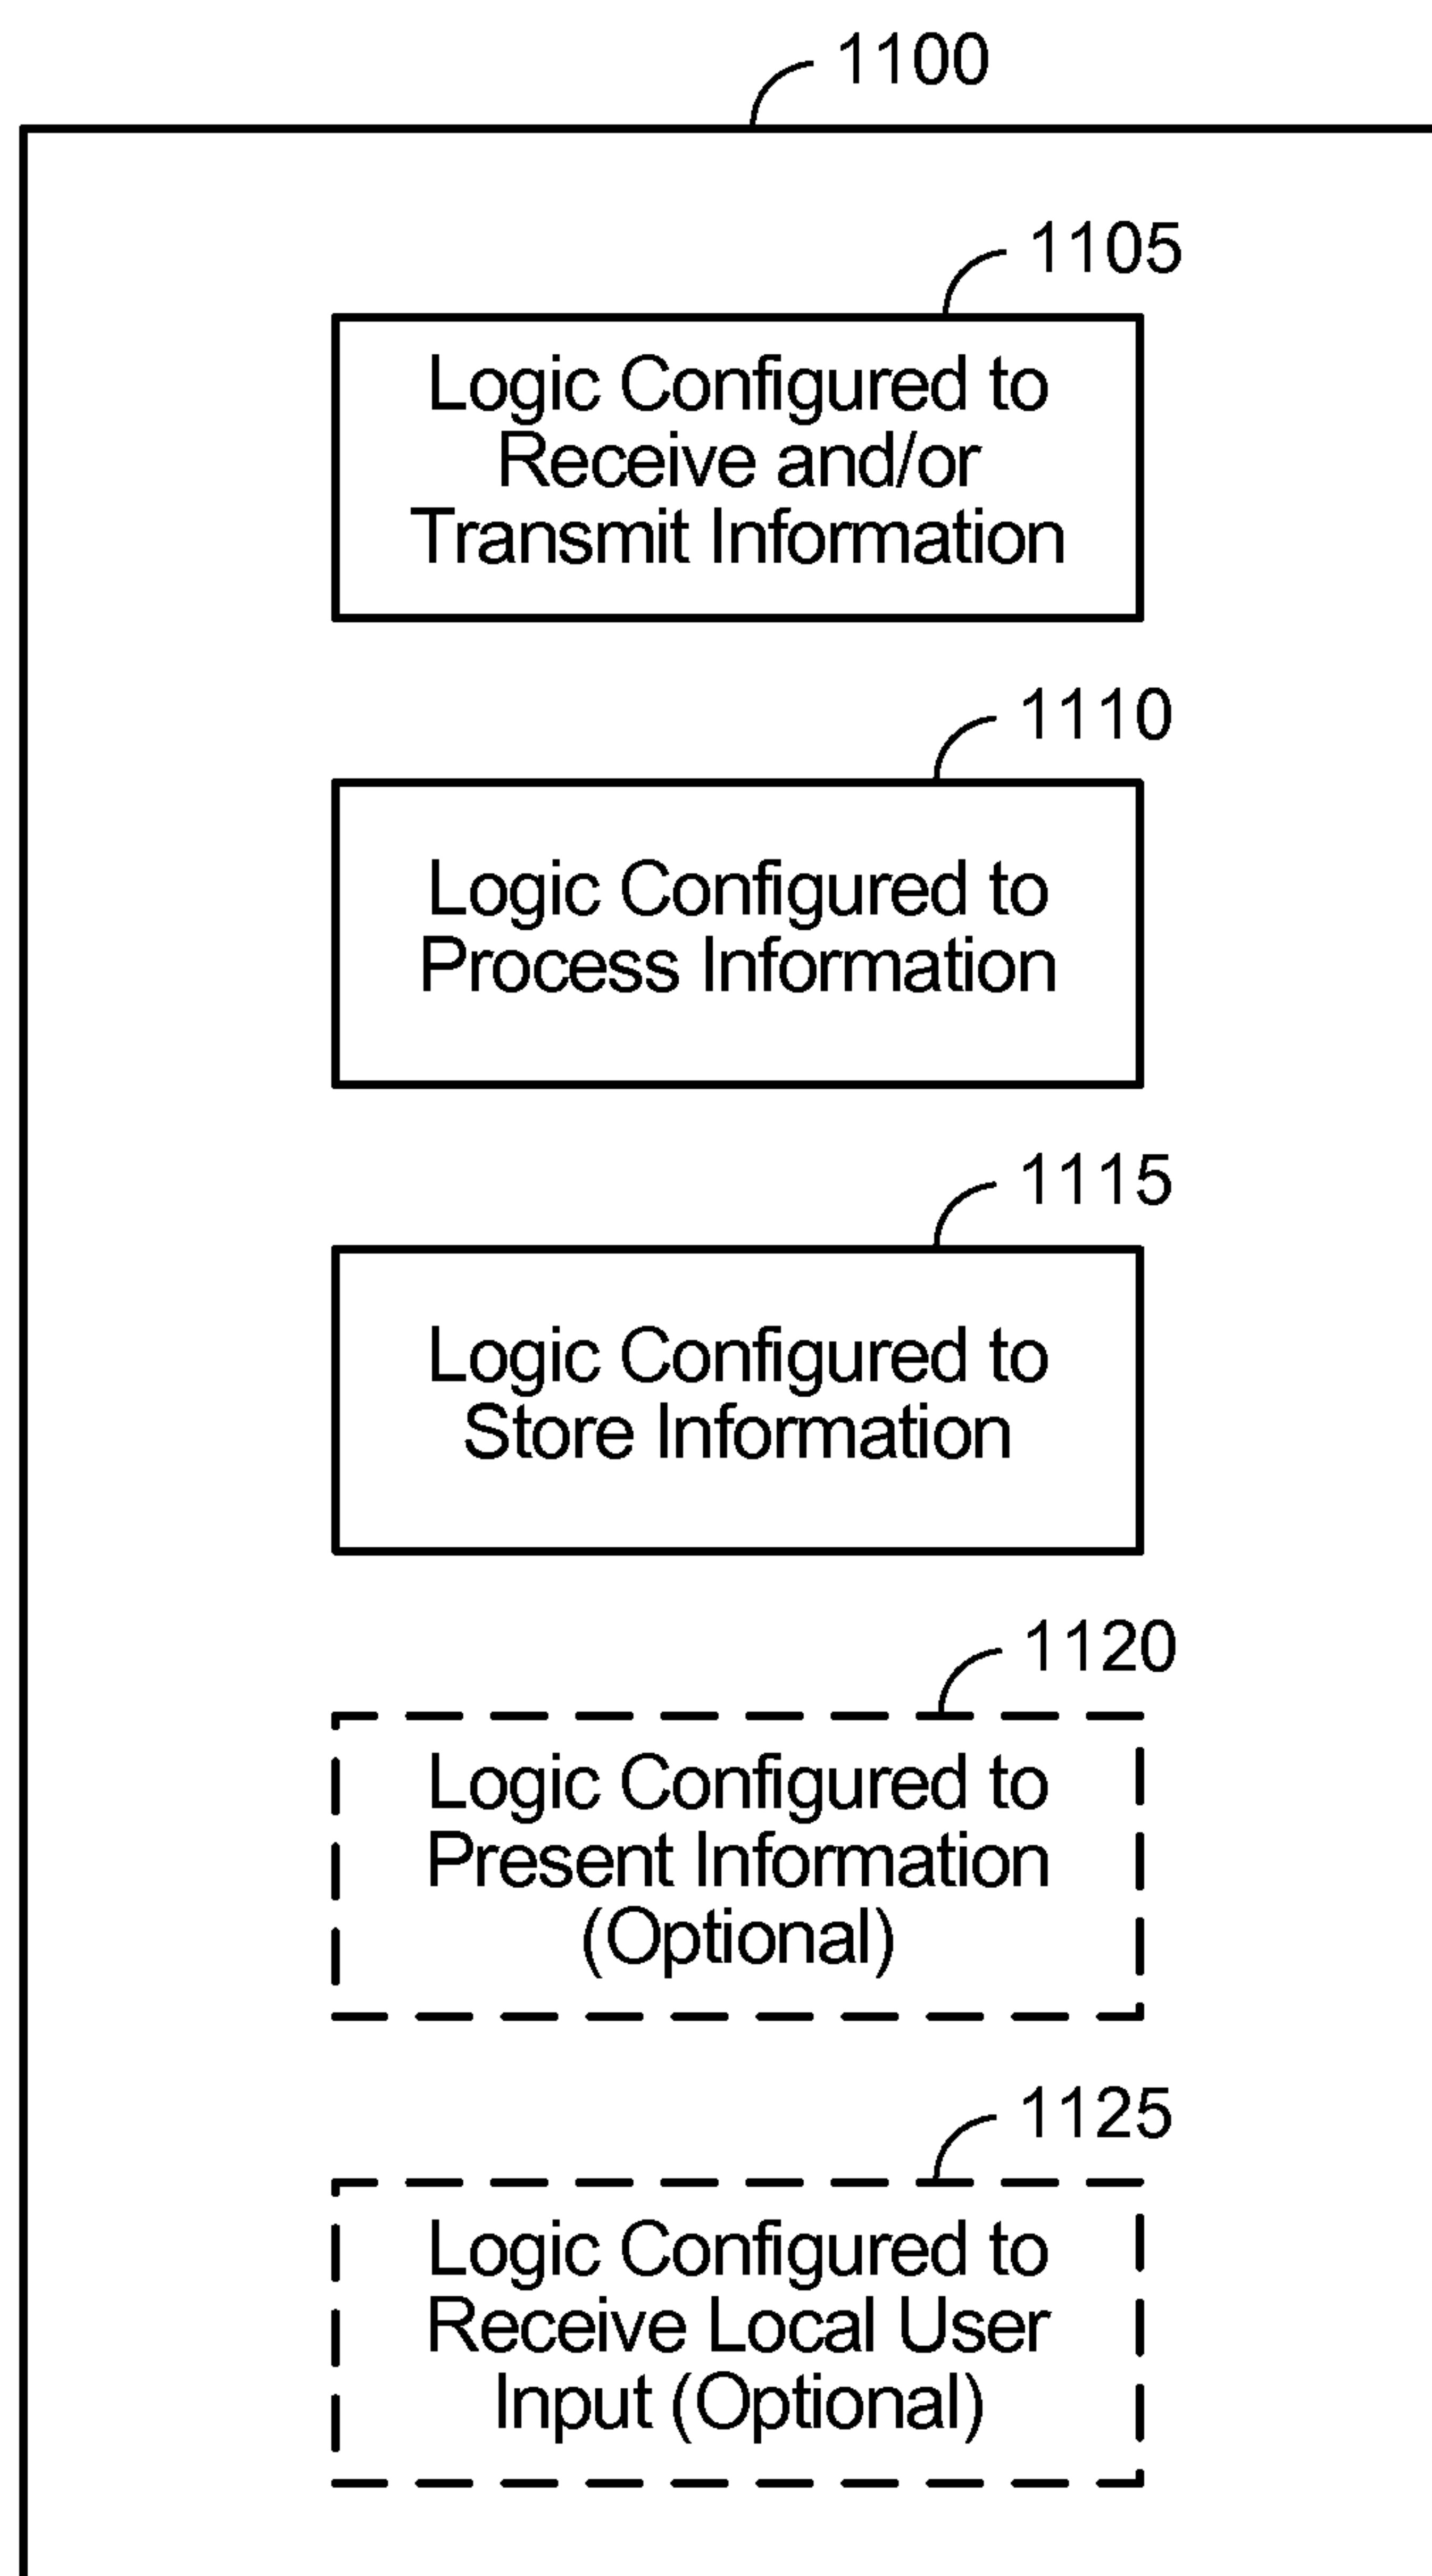 1100
1105
Logic Configured to
Receive and/or
Transmit Information
1110
Logic Configured to
Process Information
1115
Logic Configured to
Store Information
1120
Logic Configured to
Present Information
(Optional)
1125
Logic Configured to
Receive Local User
Input (Optional)